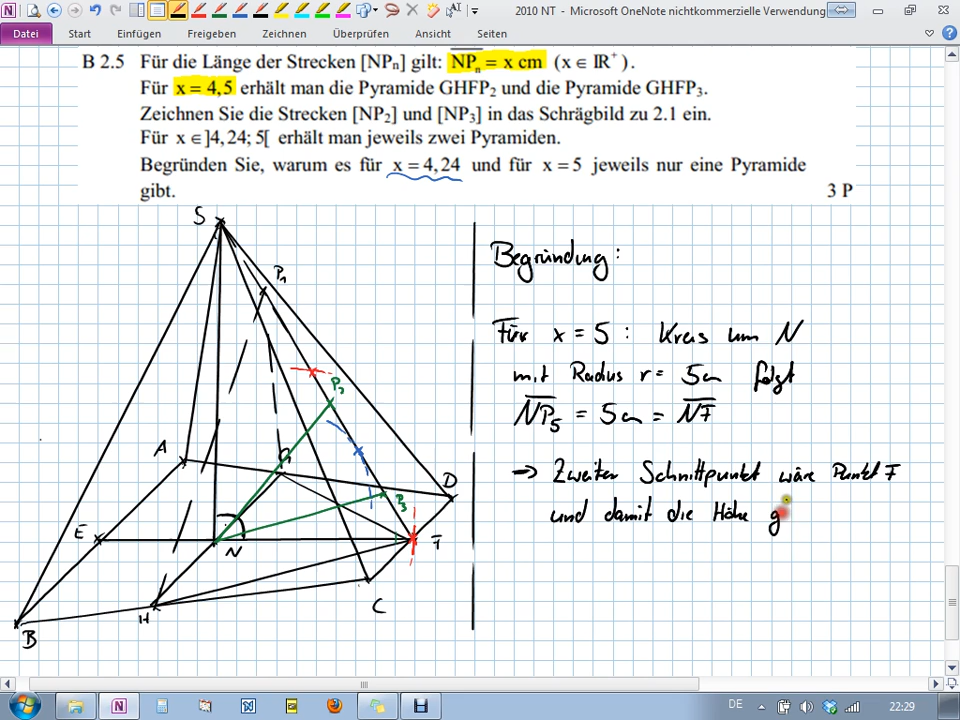 2010 NT - Microsoft OneNote nichtkommerzielle Verwendung
Datei Start Einfügen Freigeben Zeichnen Überprüfen Ansicht Seiten
B 2.5 Für die Länge der Strecken [NPn] gilt: NPn = x cm (x ∈ IR⁺).
Für x = 4,5 erhält man die Pyramide GHFP₂ und die Pyramide GHFP₃.
Zeichnen Sie die Strecken [NP₂] und [NP₃] in das Schrägbild zu 2.1 ein.
Für x ∈ ]4,24; 5[ erhält man jeweils zwei Pyramiden.
Begründen Sie, warum es für x = 4,24 und für x = 5 jeweils nur eine Pyramide
gibt. 3 P
S
P₁
P₂
A
G
D
P₃
E
N
F
C
H
B
Begründung:
Für x = 5 : Kreis um N
mit Radius r = 5cm folgt
NP₅ = 5cm = NF
⇒ Zweiter Schnittpunkt wäre Punkt F
und damit die Höhe g
DE 22:29